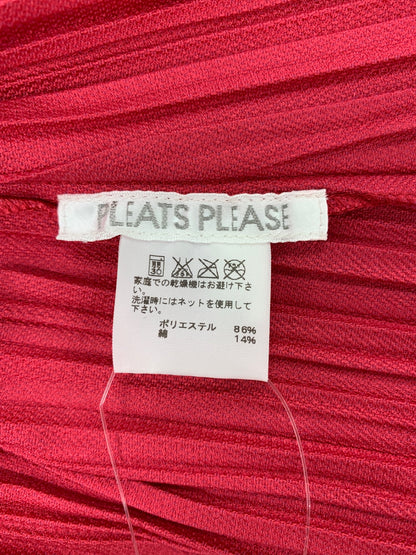 PLEATS PLEASE
30
家庭での乾燥機はお避け下さい。
洗濯時にはネットを使用して下さい。
ポリエステル 86%
綿 14%